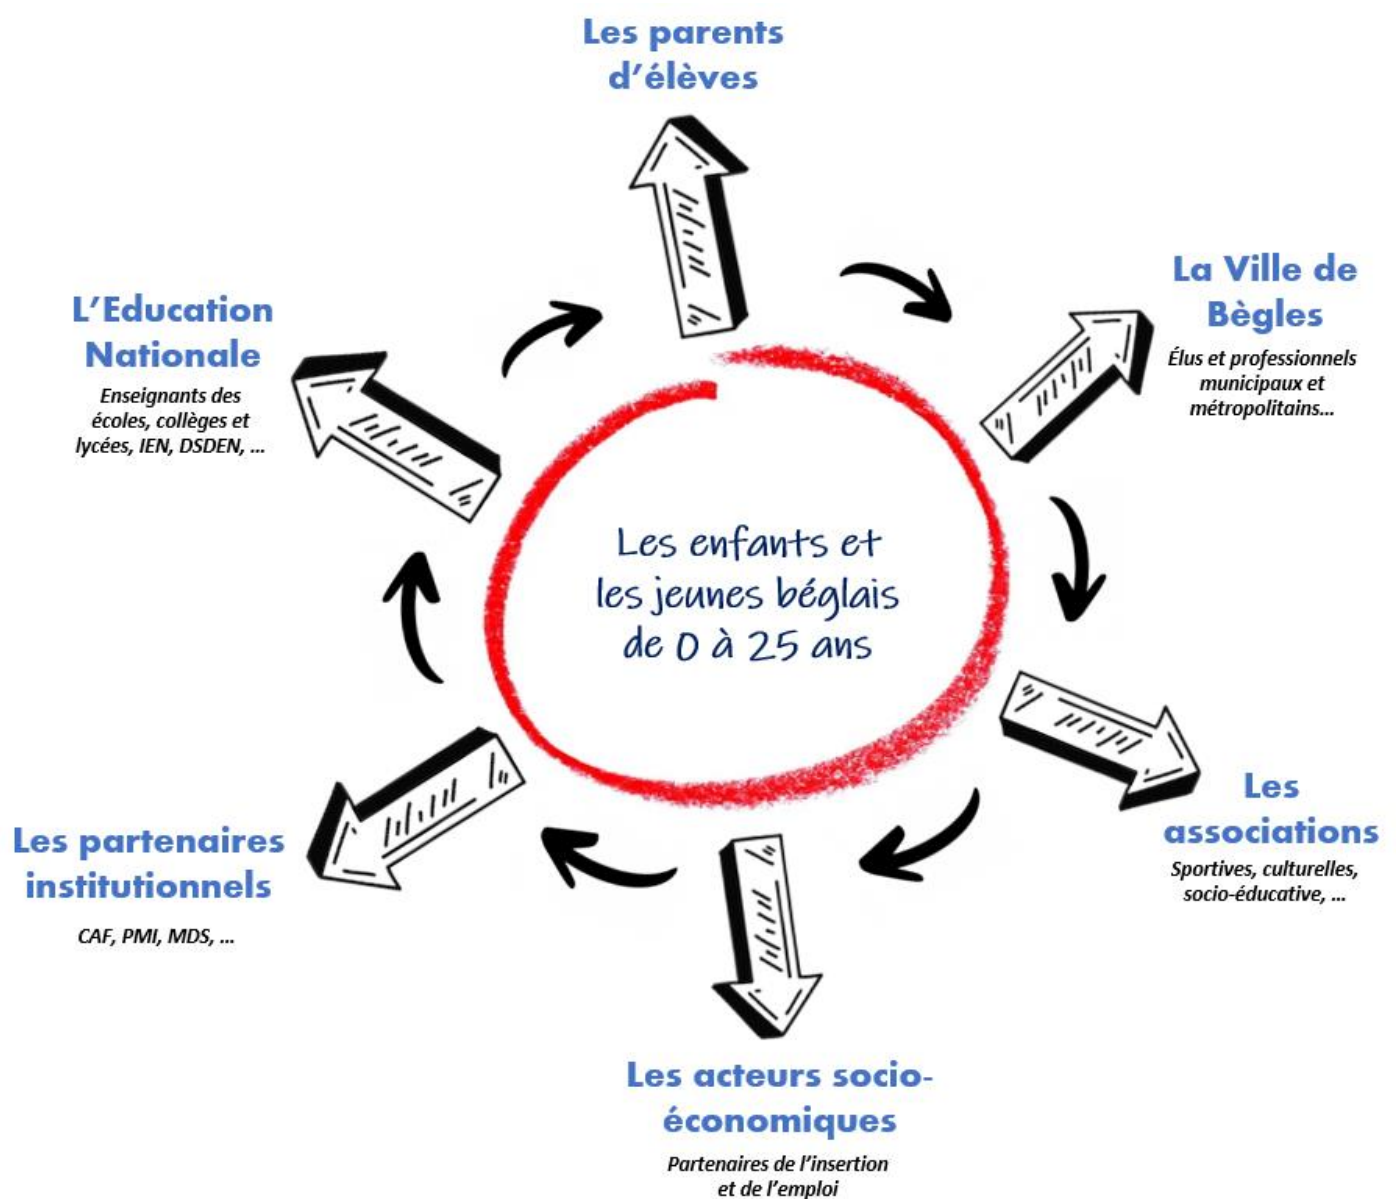 Les parents
d’élèves
La Ville de
Bègles
Élus et professionnels
municipaux et
métropolitains...
L’Education
Nationale
Enseignants des
écoles, collèges et
lycées, IEN, DSDEN, ...
Les enfants et
les jeunes béglais
de 0 à 25 ans
Les
associations
Sportives, culturelles,
socio-éducative, ...
Les partenaires
institutionnels
CAF, PMI, MDS, ...
Les acteurs socio-
économiques
Partenaires de l’insertion
et de l’emploi